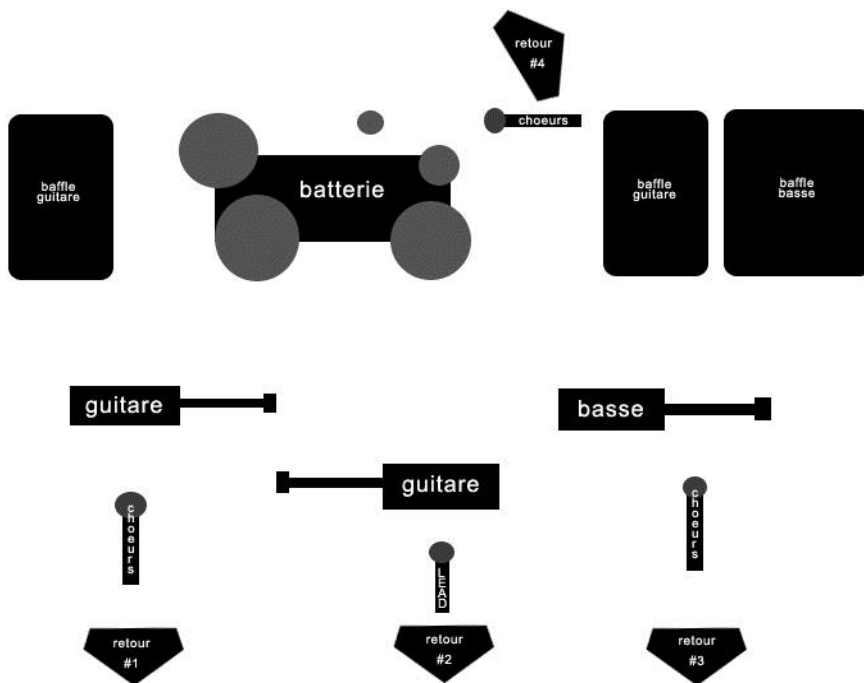 retour
#4
choeurs
baffle
guitare
batterie
baffle
guitare
baffle
basse
guitare
basse
guitare
choeurs
choeurs
LEAD
retour
#1
retour
#2
retour
#3